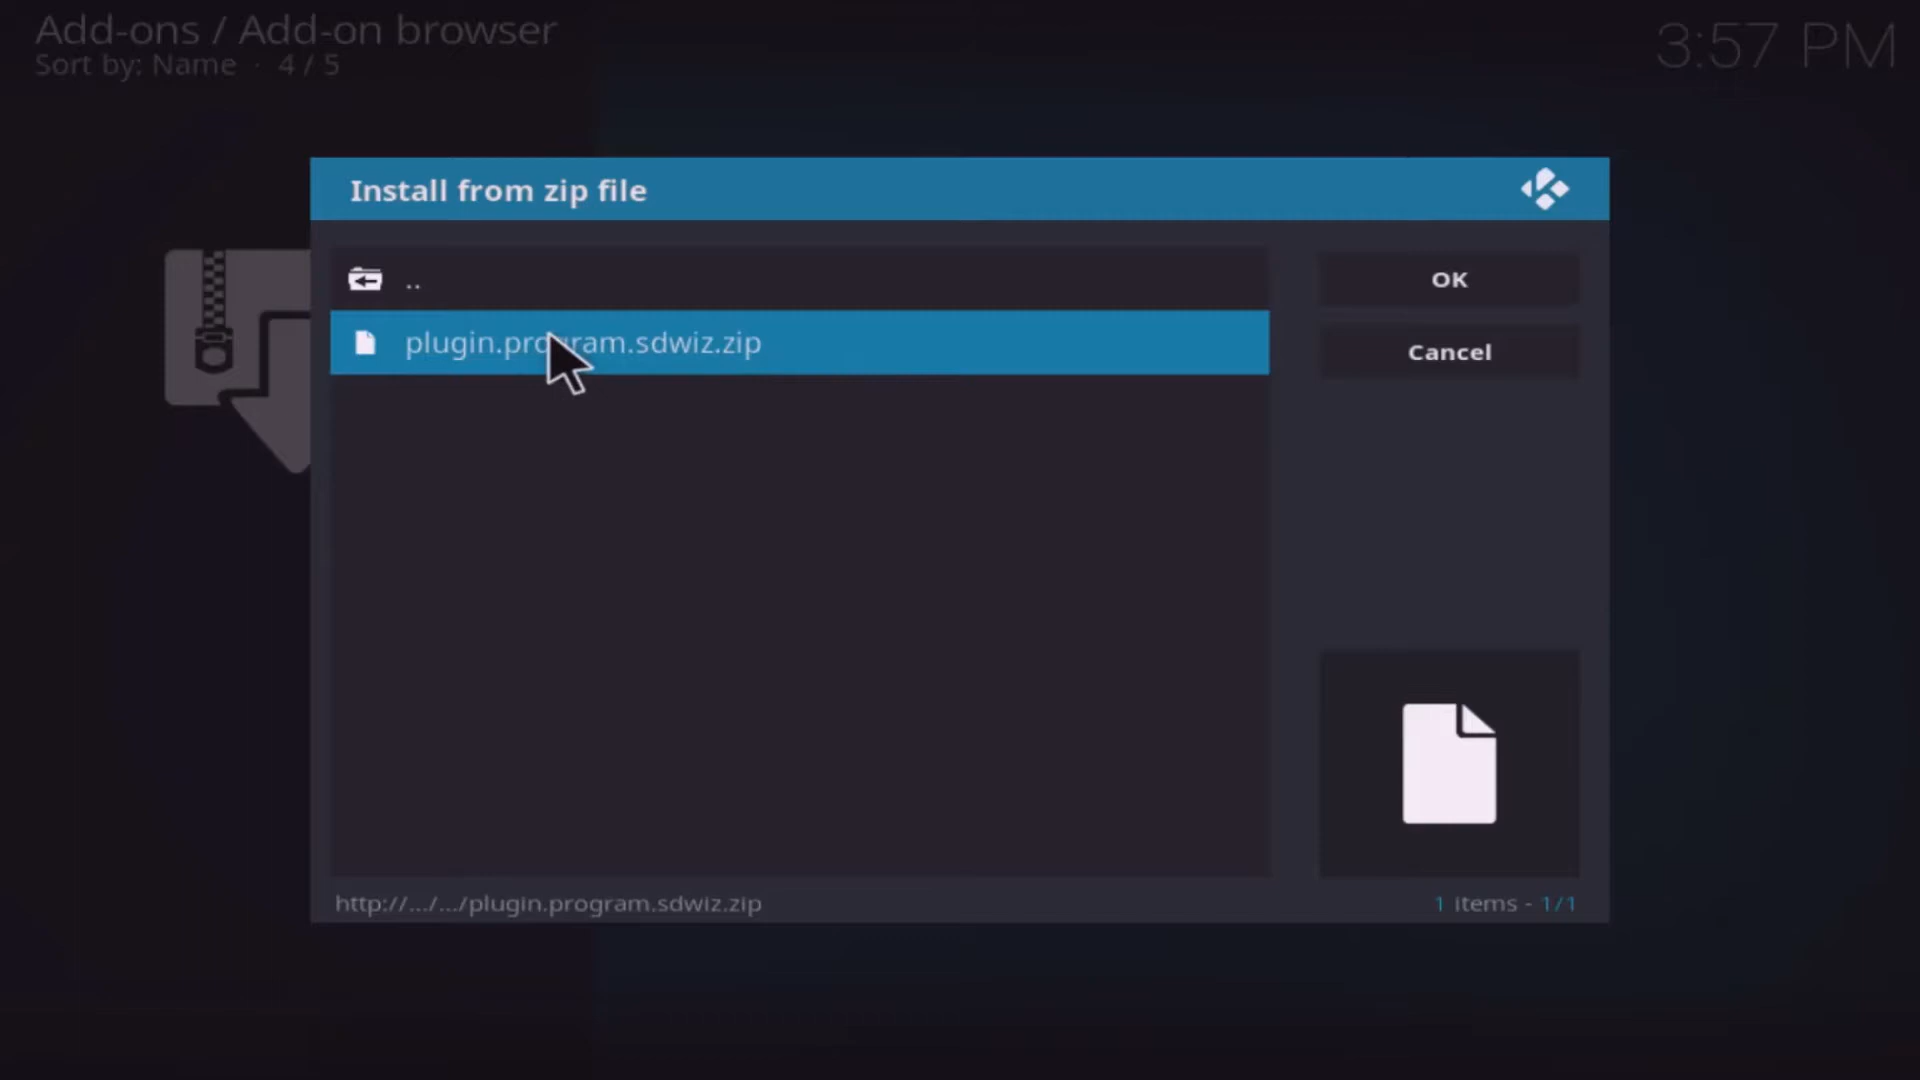 Add-ons / Add-on browser
Sort by: Name · 4 / 5
3:57 PM
Install from zip file
..
plugin.program.sdwiz.zip
OK
Cancel
http://.../.../plugin.program.sdwiz.zip
1 items - 1/1